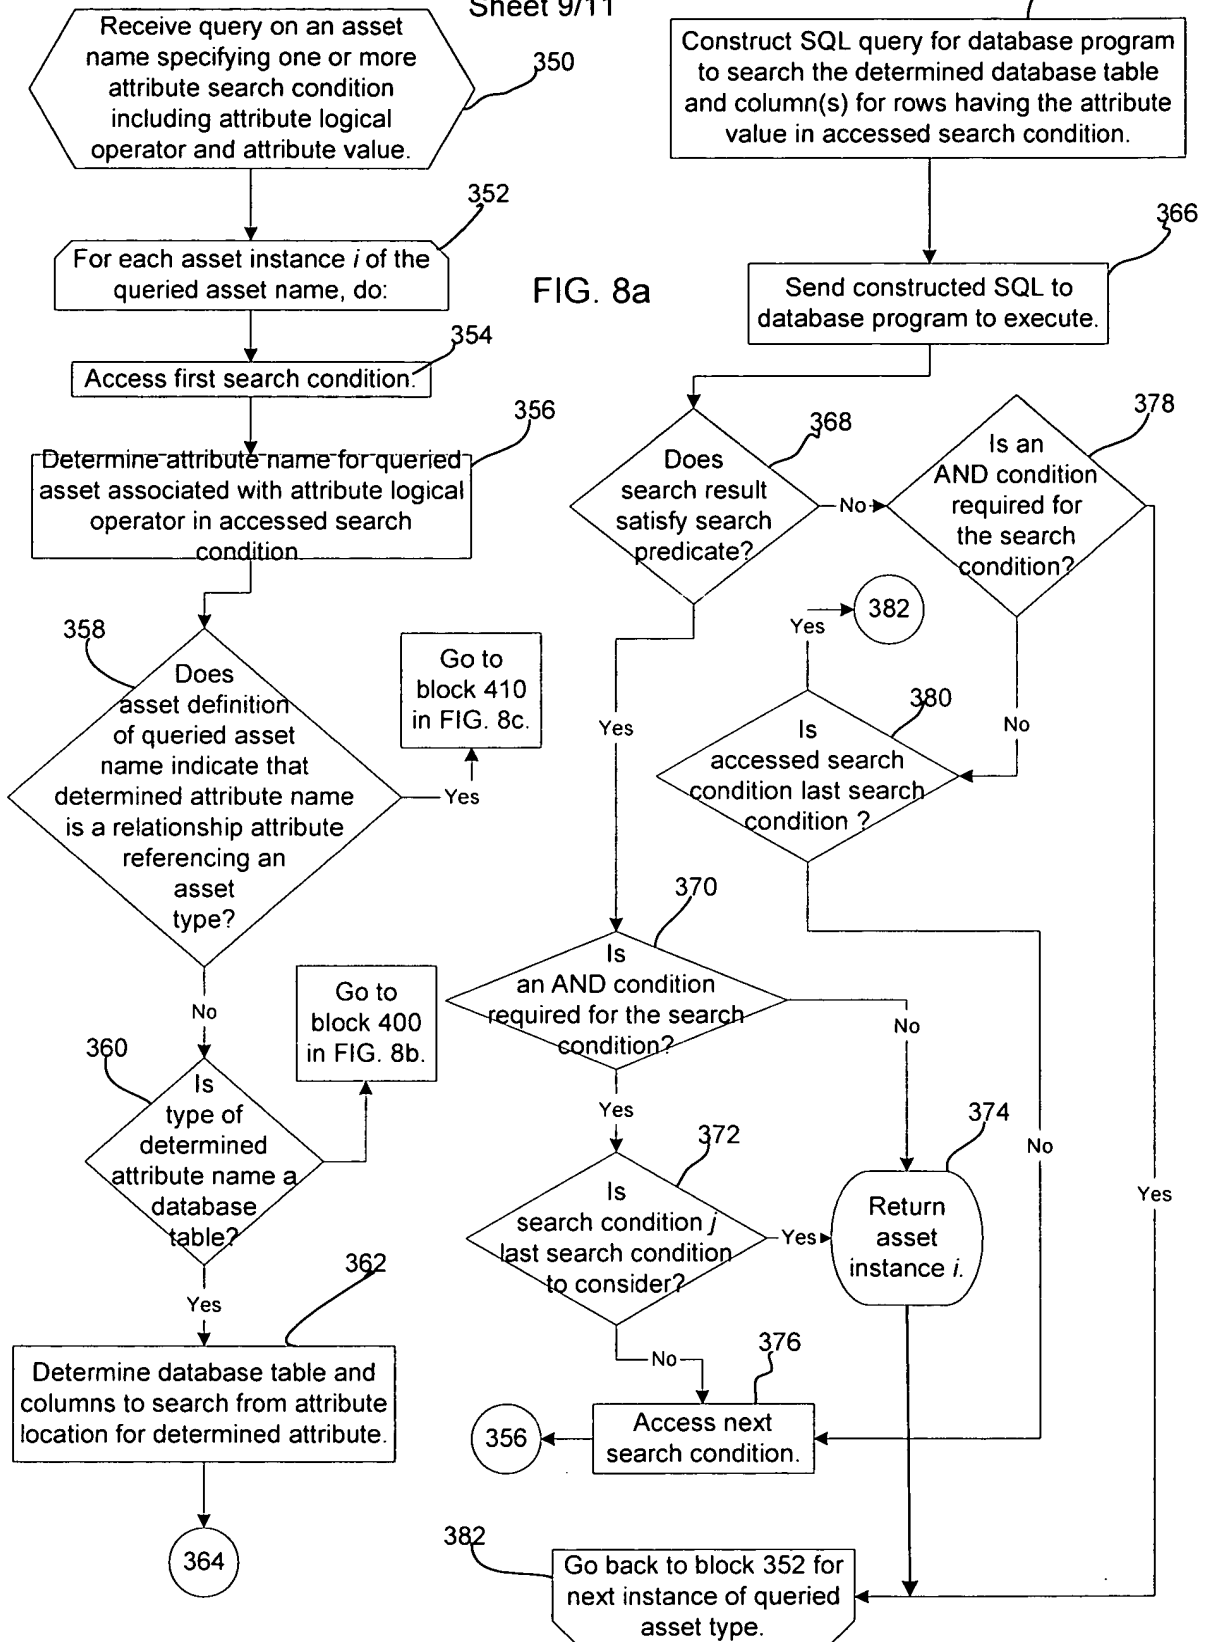 Sheet 9/11
Receive query on an asset
name specifying one or more
attribute search condition
including attribute logical
operator and attribute value.
350
352
For each asset instance i of the
queried asset name, do:
354
Access first search condition.
356
Determine attribute name for queried
asset associated with attribute logical
operator in accessed search
condition
358
Does
asset definition
of queried asset
name indicate that
determined attribute name
is a relationship attribute
referencing an
asset
type?
Yes
Go to
block 410
in FIG. 8c.
No
360
Is
type of
determined
attribute name a
database
table?
Go to
block 400
in FIG. 8b.
Yes
362
Determine database table and
columns to search from attribute
location for determined attribute.
364
FIG. 8a
Construct SQL query for database program
to search the determined database table
and column(s) for rows having the attribute
value in accessed search condition.
366
Send constructed SQL to
database program to execute.
368
Does
search result
satisfy search
predicate?
No
378
Is an
AND condition
required for
the search
condition?
382
Yes
380
No
Is
accessed search
condition last search
condition ?
Yes
370
Is
an AND condition
required for the search
condition?
No
Yes
372
374
No
Is
search condition j
last search condition
to consider?
Yes
Return
asset
instance i.
Yes
No
376
Access next
search condition.
356
382
Go back to block 352 for
next instance of queried
asset type.